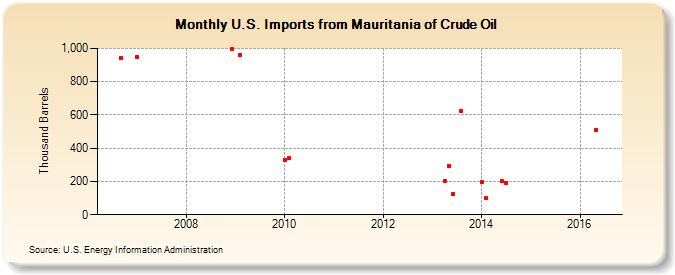 Monthly U.S. Imports from Mauritania of Crude Oil
Thousand Barrels
1,000
800
600
400
200
0
2008 2010 2012 2014 2016
Source: U.S. Energy Information Administration